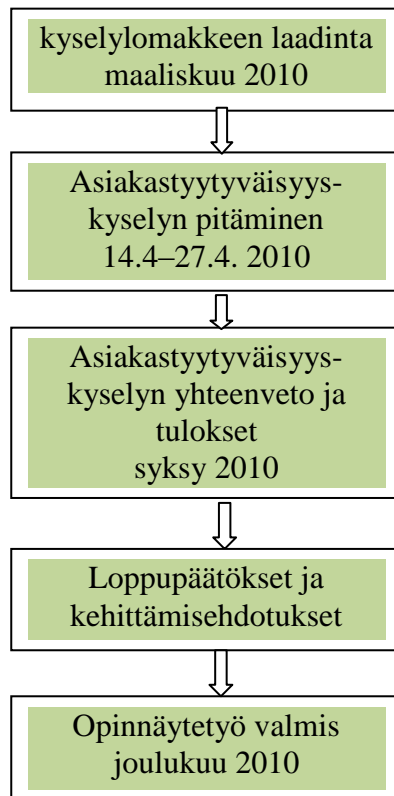 kyselylomakkeen laadinta
maaliskuu 2010
Asiakastyytyväisyys-
kyselyn pitäminen
14.4–27.4. 2010
Asiakastyytyväisyys-
kyselyn yhteenveto ja
tulokset
syksy 2010
Loppupäätökset ja
kehittämisehdotukset
Opinnäytetyö valmis
joulukuu 2010